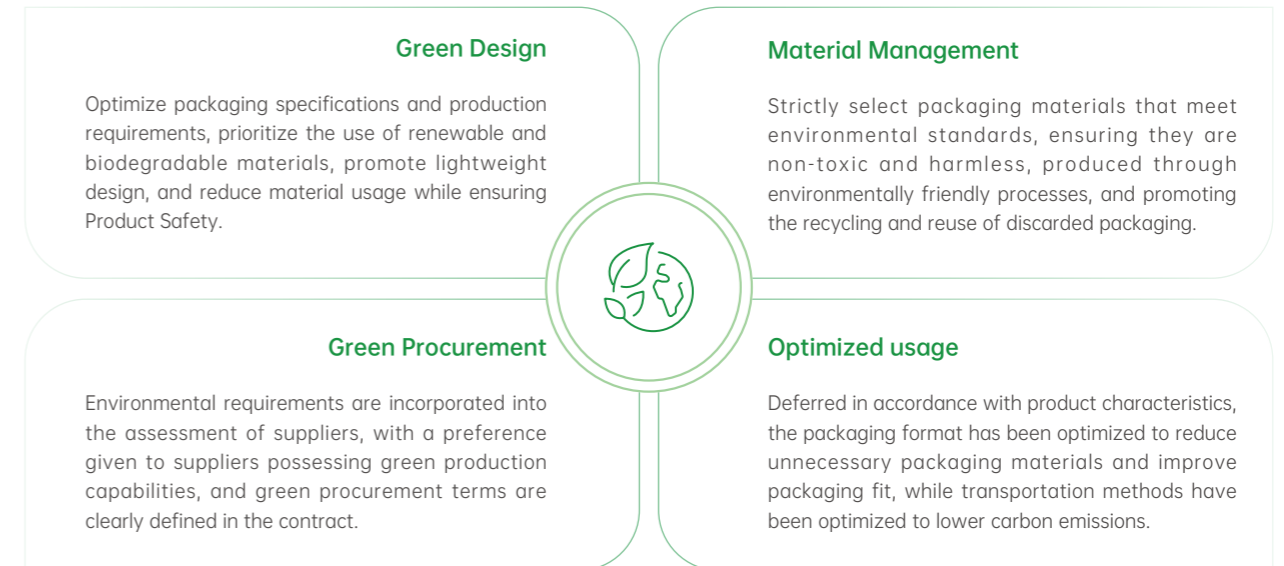 Green Design
Optimize packaging specifications and production
requirements, prioritize the use of renewable and
biodegradable materials, promote lightweight
design, and reduce material usage while ensuring
Product Safety.
Material Management
Strictly select packaging materials that meet
environmental standards, ensuring they are
non-toxic and harmless, produced through
environmentally friendly processes, and promoting
the recycling and reuse of discarded packaging.
Green Procurement
Environmental requirements are incorporated into
the assessment of suppliers, with a preference
given to suppliers possessing green production
capabilities, and green procurement terms are
clearly defined in the contract.
Optimized usage
Deferred in accordance with product characteristics,
the packaging format has been optimized to reduce
unnecessary packaging materials and improve
packaging fit, while transportation methods have
been optimized to lower carbon emissions.